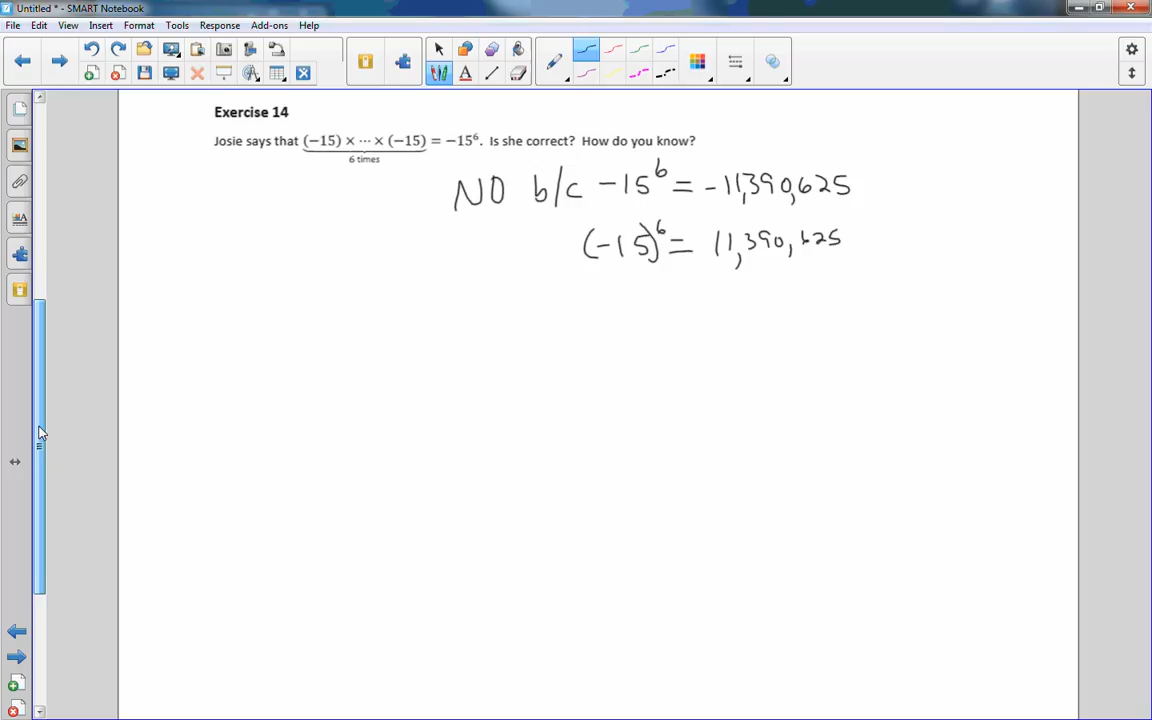 Untitled * - SMART Notebook
File Edit View Insert Format Tools Response Add-ons Help
Exercise 14
Josie says that (−15) × ⋯ × (−15) = −15⁶. Is she correct? How do you know?
6 times
NO b/c −15⁶ = -11,390,625
(−15)⁶ = 11,390,625